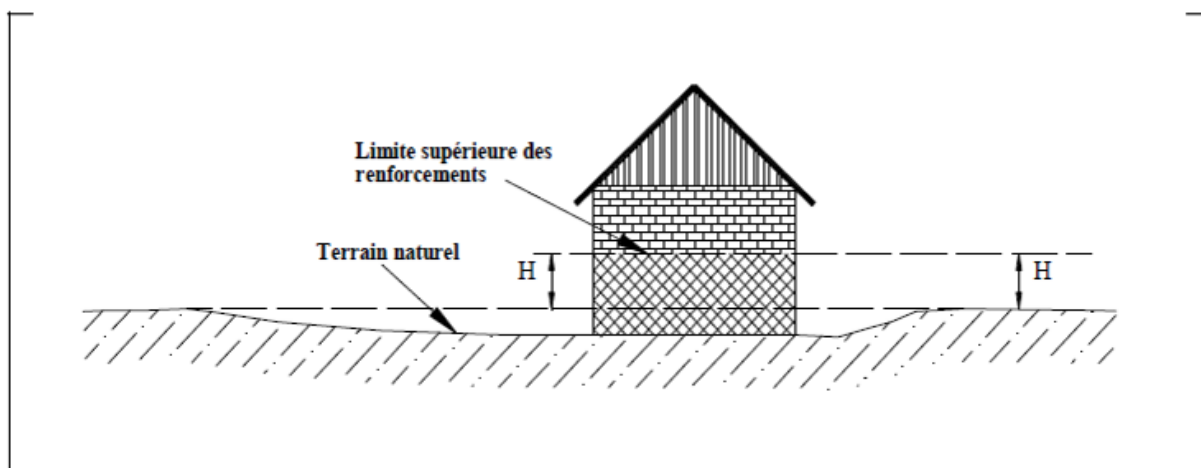 Limite supérieure des
renforcements
Terrain naturel
H
H